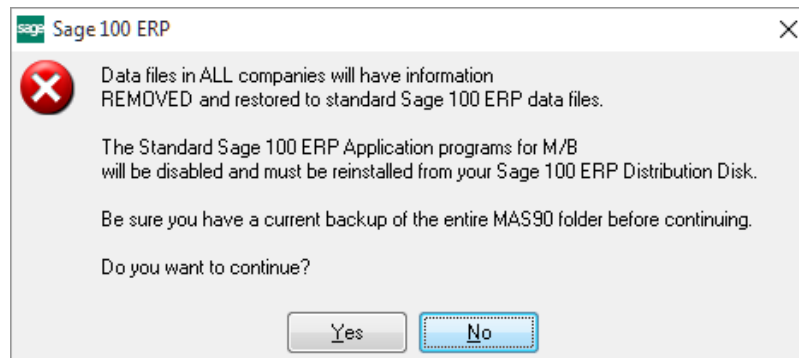 sage Sage 100 ERP
Data files in ALL companies will have information
REMOVED and restored to standard Sage 100 ERP data files.
The Standard Sage 100 ERP Application programs for M/B
will be disabled and must be reinstalled from your Sage 100 ERP Distribution Disk.
Be sure you have a current backup of the entire MAS90 folder before continuing.
Do you want to continue?
Yes No